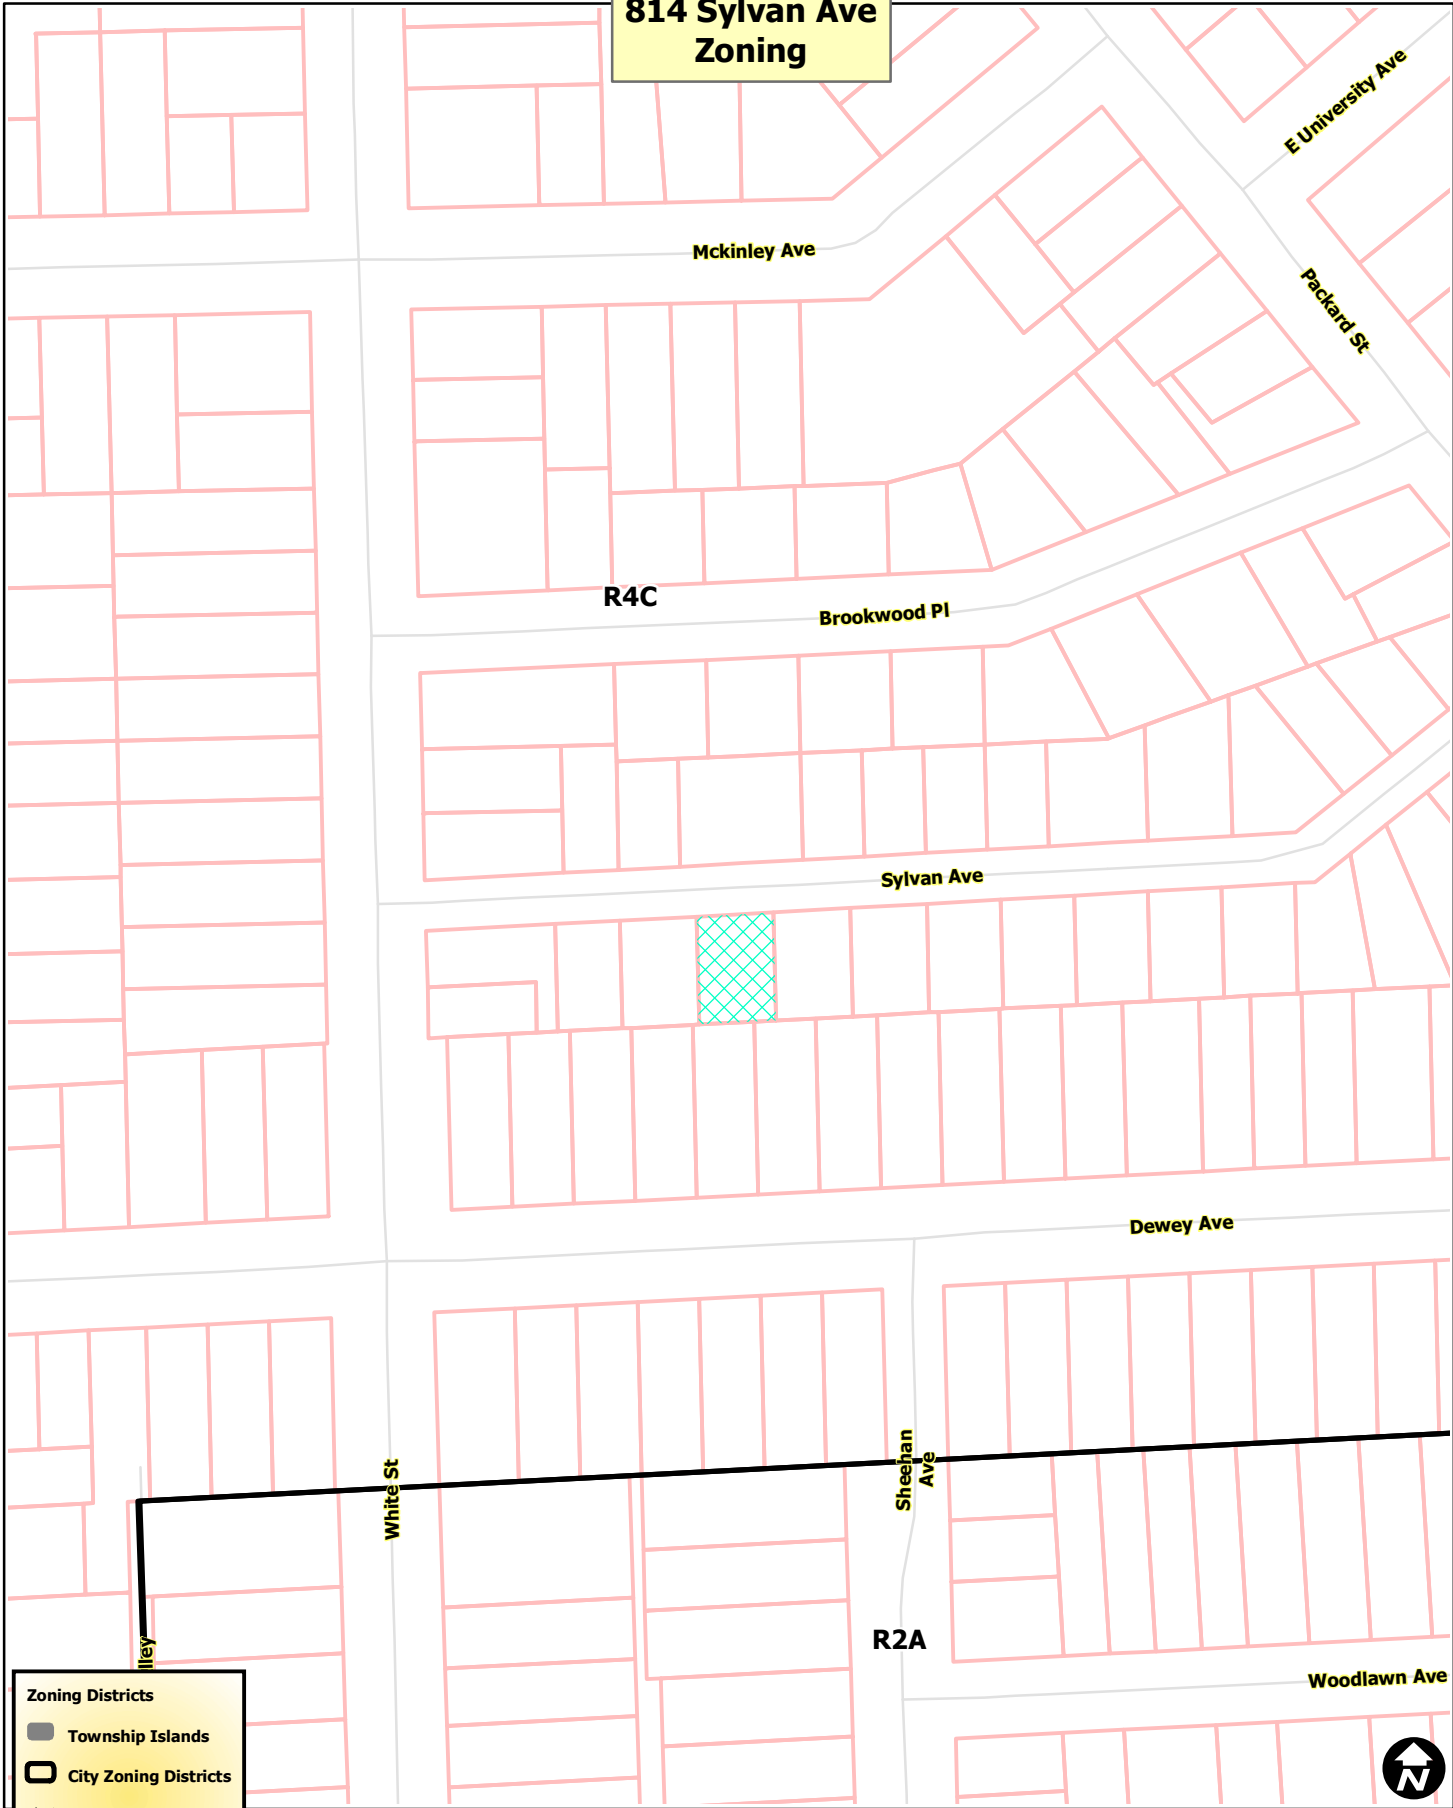 814 Sylvan Ave
Zoning
E University Ave
Mckinley Ave
Packard St
R4C
Brookwood Pl
Sylvan Ave
Dewey Ave
White St
Sheehan
Ave
R2A
lley
Woodlawn Ave
Zoning Districts
Township Islands
City Zoning Districts
N